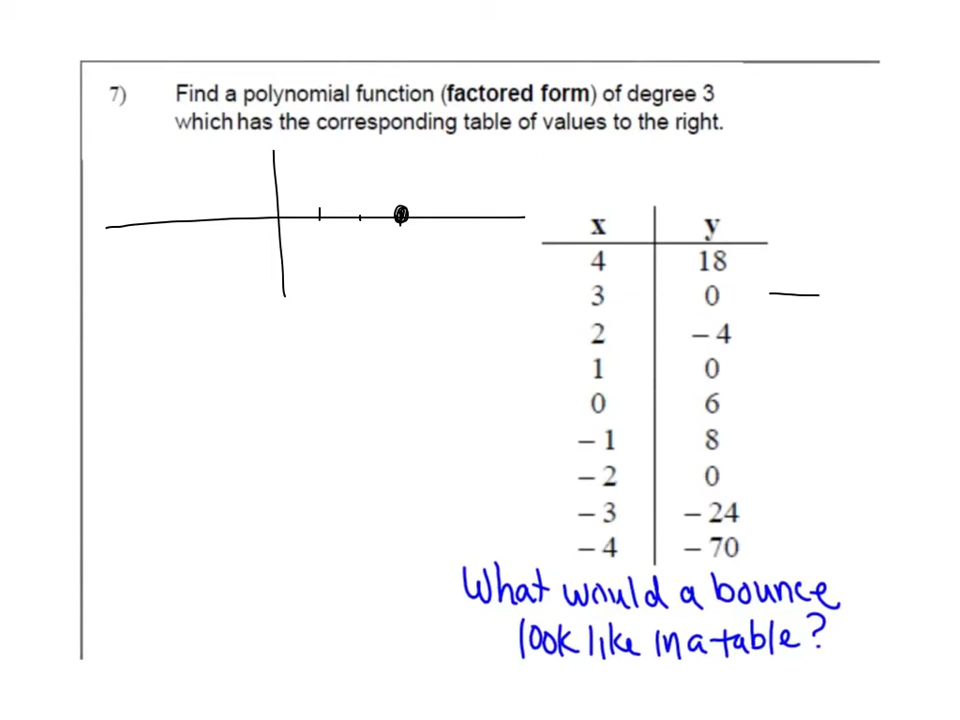 7) Find a polynomial function (factored form) of degree 3
which has the corresponding table of values to the right.
x y
4 18
3 0
2 – 4
1 0
0 6
– 1 8
– 2 0
– 3 – 24
– 4 – 70
What would a bounce
look like in a table?